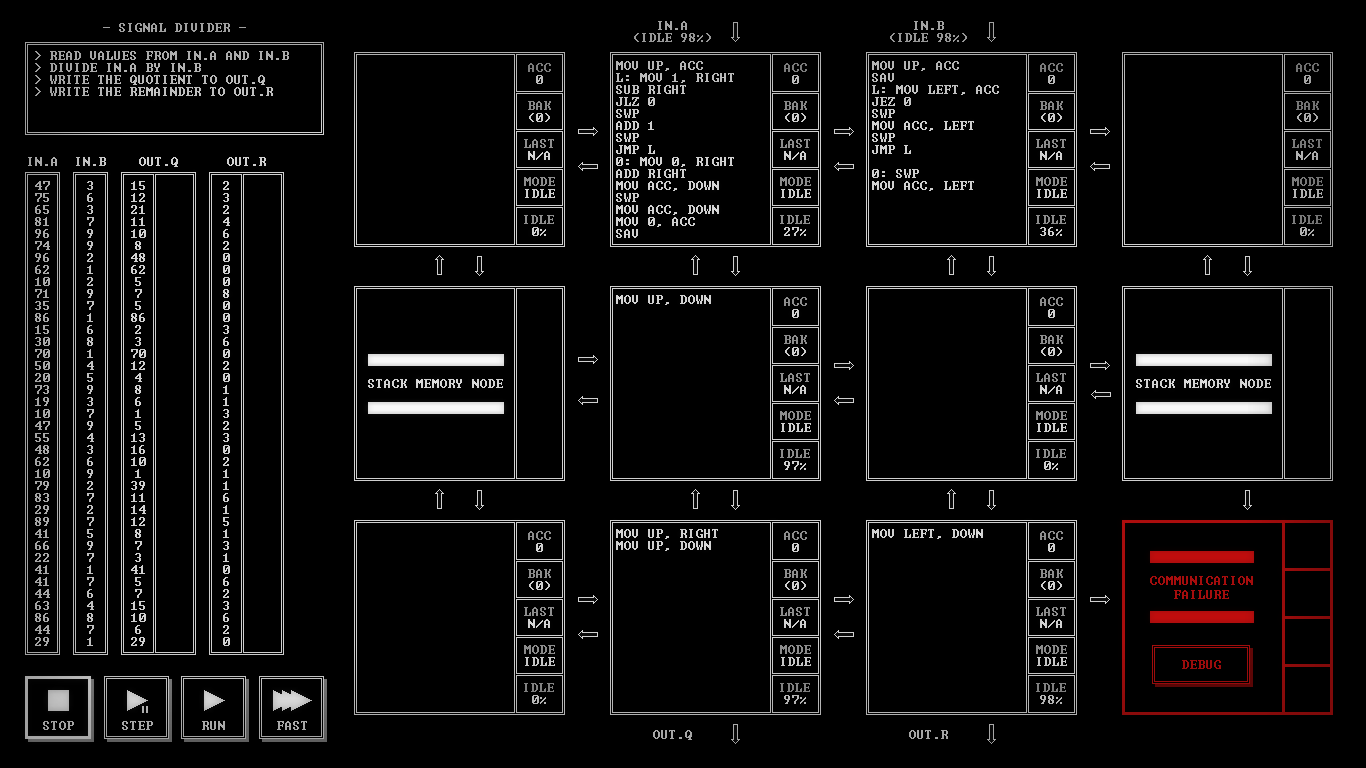 — SIGNAL DIVIDER —
> READ VALUES FROM IN.A AND IN.B
> DIVIDE IN.A BY IN.B
> WRITE THE QUOTIENT TO OUT.Q
> WRITE THE REMAINDER TO OUT.R
IN.A IN.B OUT.Q OUT.R
47 3 15 2
75 6 12 3
65 3 21 2
81 7 11 4
96 9 10 6
74 9 8 2
96 2 48 0
62 1 62 0
10 2 5 0
71 9 7 8
35 7 5 0
86 1 86 0
15 6 2 3
30 8 3 6
70 1 70 0
50 4 12 2
20 5 4 0
73 9 8 1
19 3 6 1
10 7 1 3
47 9 5 2
55 4 13 3
48 3 16 0
62 6 10 2
10 9 1 1
79 2 39 1
83 7 11 6
29 2 14 1
89 7 12 5
41 5 8 1
66 9 7 3
22 7 3 1
41 1 41 0
41 7 5 6
44 6 7 2
63 4 15 3
86 8 10 6
44 7 6 2
29 1 29 0
STOP
STEP
RUN
FAST
IN.A
(IDLE 98%)
IN.B
(IDLE 98%)
ACC
0
BAK
(0)
LAST
N/A
MODE
IDLE
IDLE
0%
MOV UP, ACC
L: MOV 1, RIGHT
SUB RIGHT
JLZ 0
SWP
ADD 1
SWP
JMP L
0: MOV 0, RIGHT
ADD RIGHT
MOV ACC, DOWN
SWP
MOV ACC, DOWN
MOV 0, ACC
SAV
ACC
0
BAK
(0)
LAST
N/A
MODE
IDLE
IDLE
27%
MOV UP, ACC
SAV
L: MOV LEFT, ACC
JEZ 0
SWP
MOV ACC, LEFT
SWP
JMP L
0: SWP
MOV ACC, LEFT
ACC
0
BAK
(0)
LAST
N/A
MODE
IDLE
IDLE
36%
ACC
0
BAK
(0)
LAST
N/A
MODE
IDLE
IDLE
0%
STACK MEMORY NODE
MOV UP, DOWN
ACC
0
BAK
(0)
LAST
N/A
MODE
IDLE
IDLE
97%
ACC
0
BAK
(0)
LAST
N/A
MODE
IDLE
IDLE
0%
STACK MEMORY NODE
ACC
0
BAK
(0)
LAST
N/A
MODE
IDLE
IDLE
0%
MOV UP, RIGHT
MOV UP, DOWN
ACC
0
BAK
(0)
LAST
N/A
MODE
IDLE
IDLE
97%
MOV LEFT, DOWN
ACC
0
BAK
(0)
LAST
N/A
MODE
IDLE
IDLE
98%
COMMUNICATION
FAILURE
DEBUG
OUT.Q
OUT.R